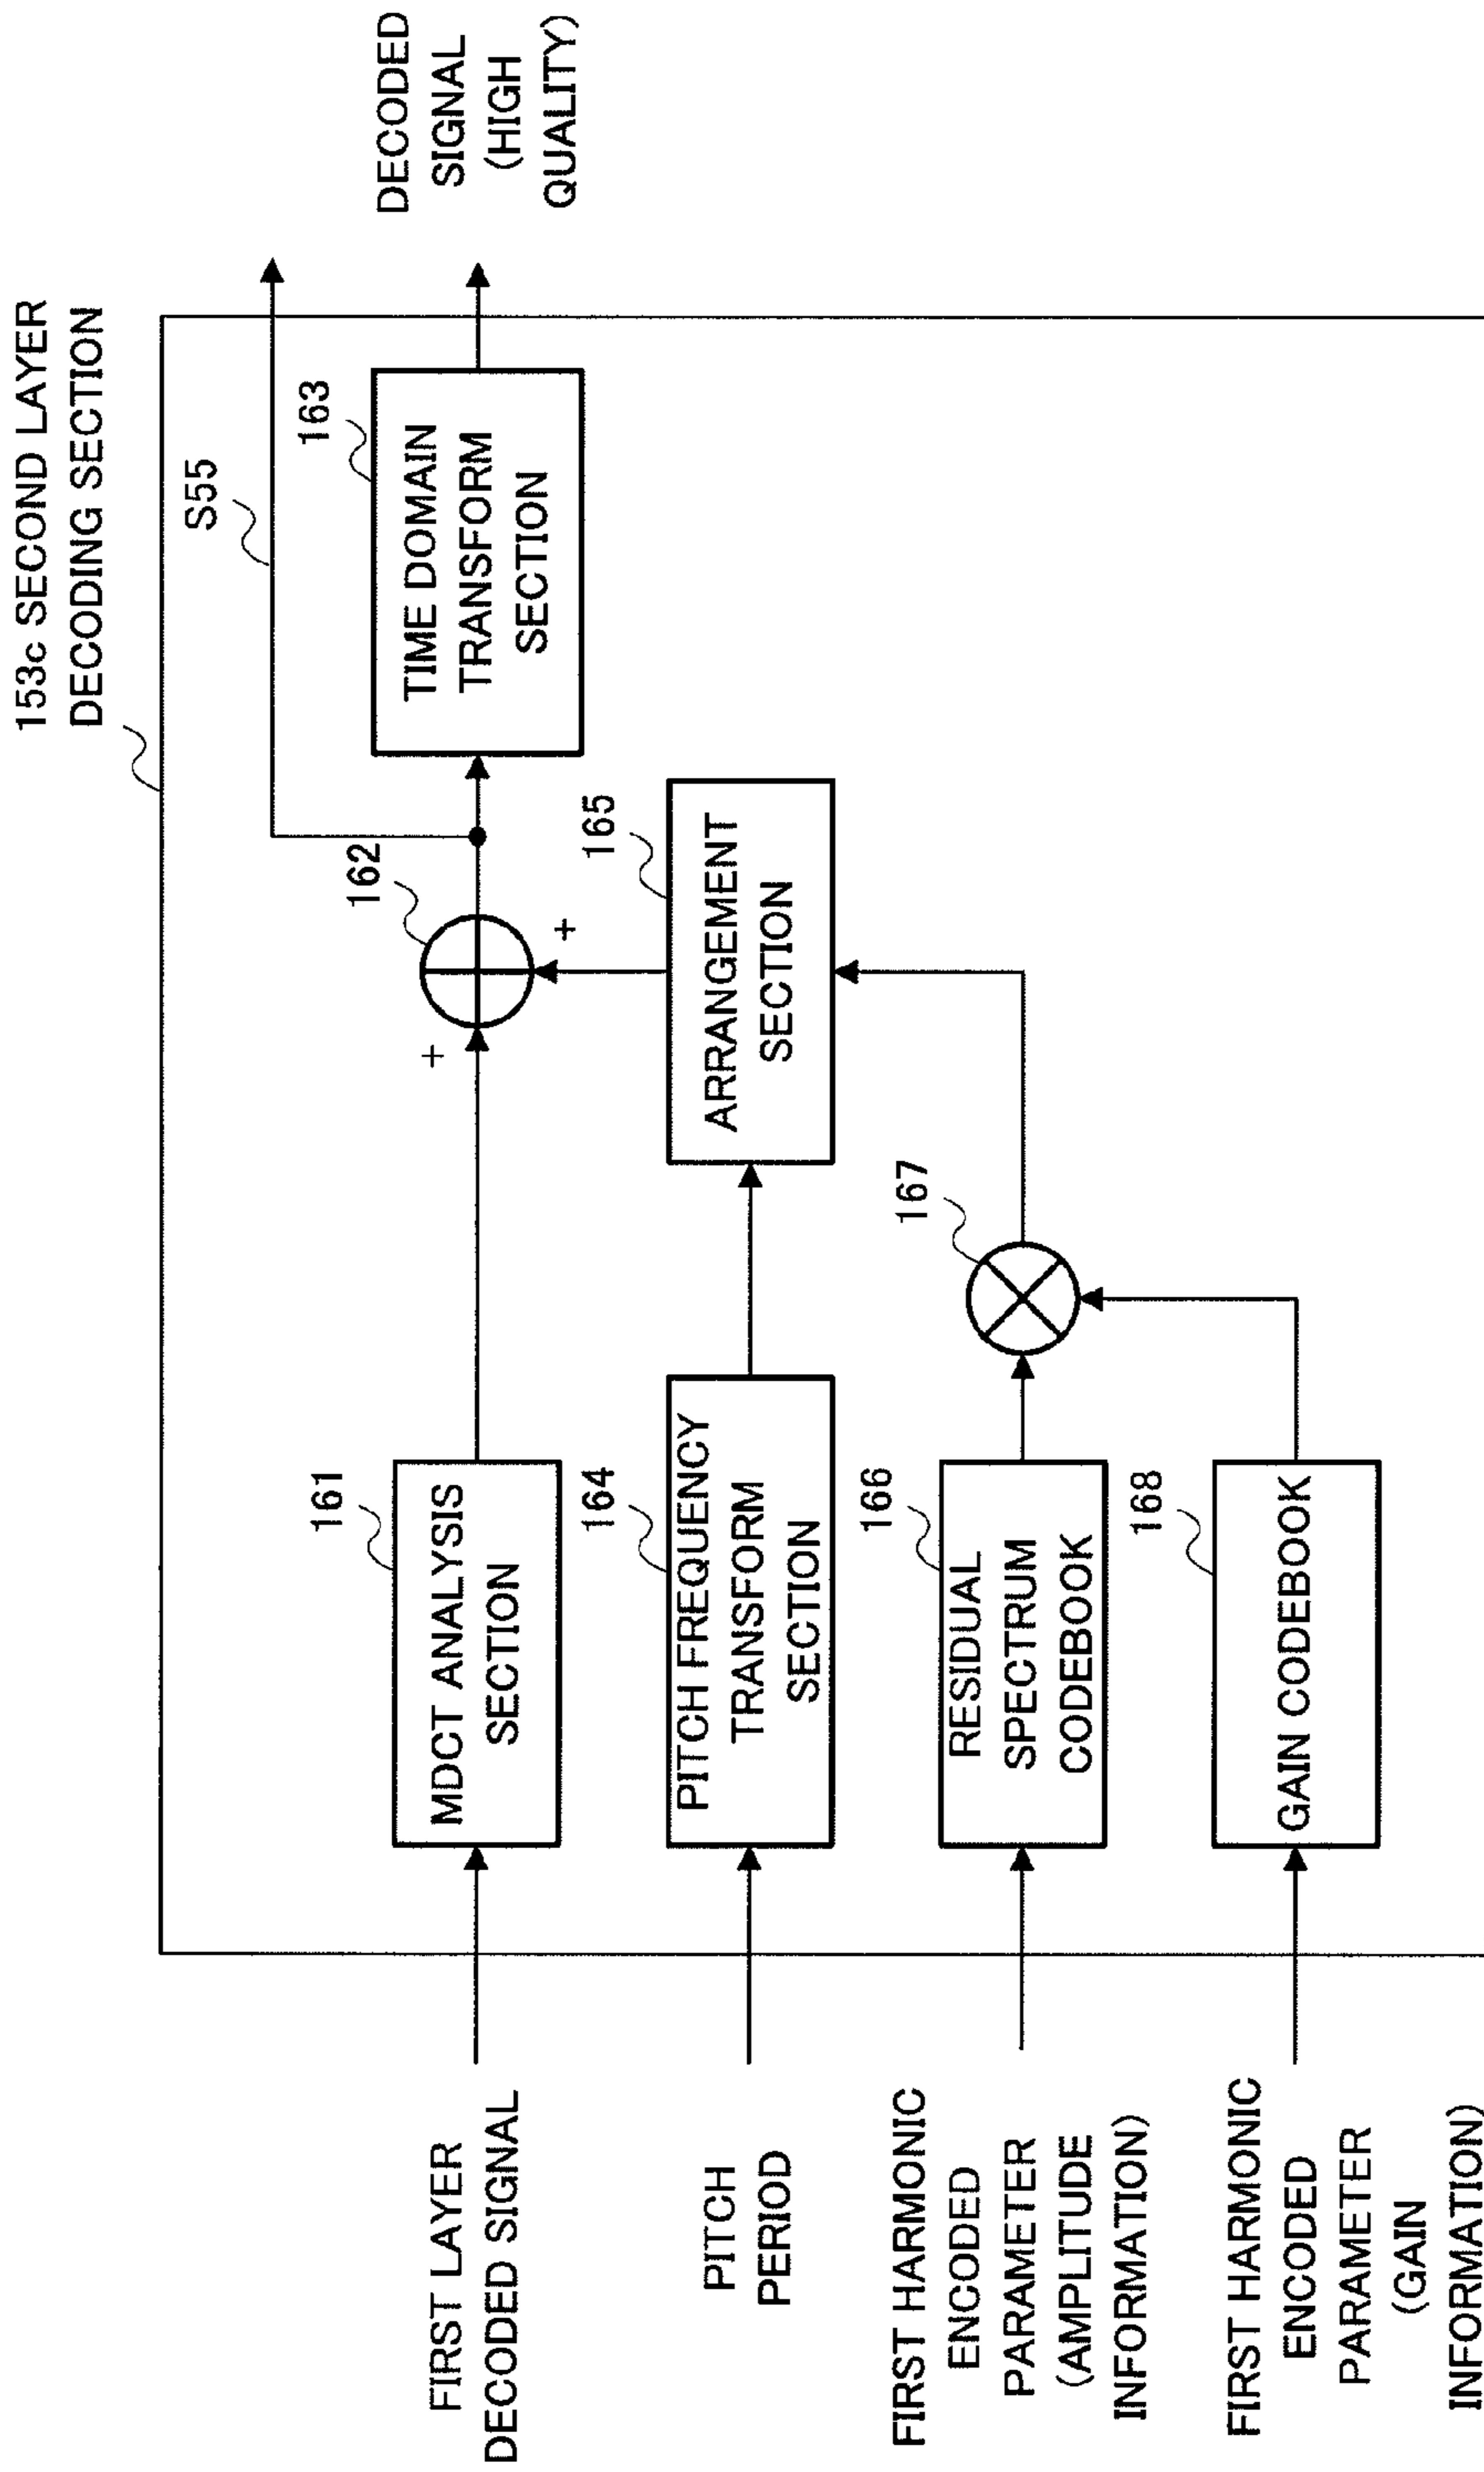 153c SECOND LAYER
DECODING SECTION
S55
DECODED
SIGNAL
(HIGH
QUALITY)
163
TIME DOMAIN
TRANSFORM
SECTION
162
+
+
165
ARRANGEMENT
SECTION
167
161
MDCT ANALYSIS
SECTION
164
PITCH FREQUENCY
TRANSFORM
SECTION
166
RESIDUAL
SPECTRUM
CODEBOOK
168
GAIN CODEBOOK
FIRST LAYER
DECODED SIGNAL
PITCH
PERIOD
FIRST HARMONIC
ENCODED
PARAMETER
(AMPLITUDE
INFORMATION)
FIRST HARMONIC
ENCODED
PARAMETER
(GAIN
INFORMATION)